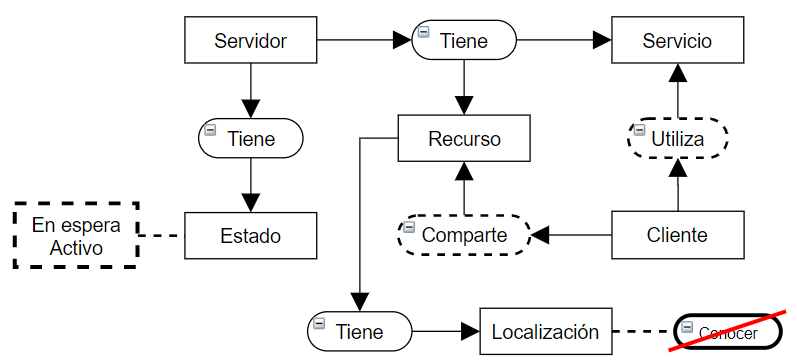 Servidor
Tiene
Servicio
Tiene
Recurso
Utiliza
En espera
Activo
Estado
Comparte
Cliente
Tiene
Localización
Conocer